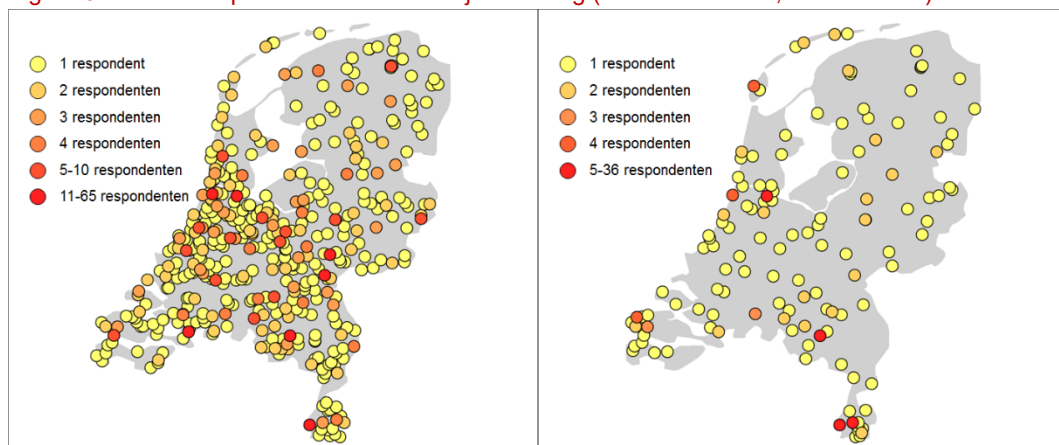 1 respondent
2 respondenten
3 respondenten
4 respondenten
5-10 respondenten
11-65 respondenten
1 respondent
2 respondenten
3 respondenten
4 respondenten
5-36 respondenten